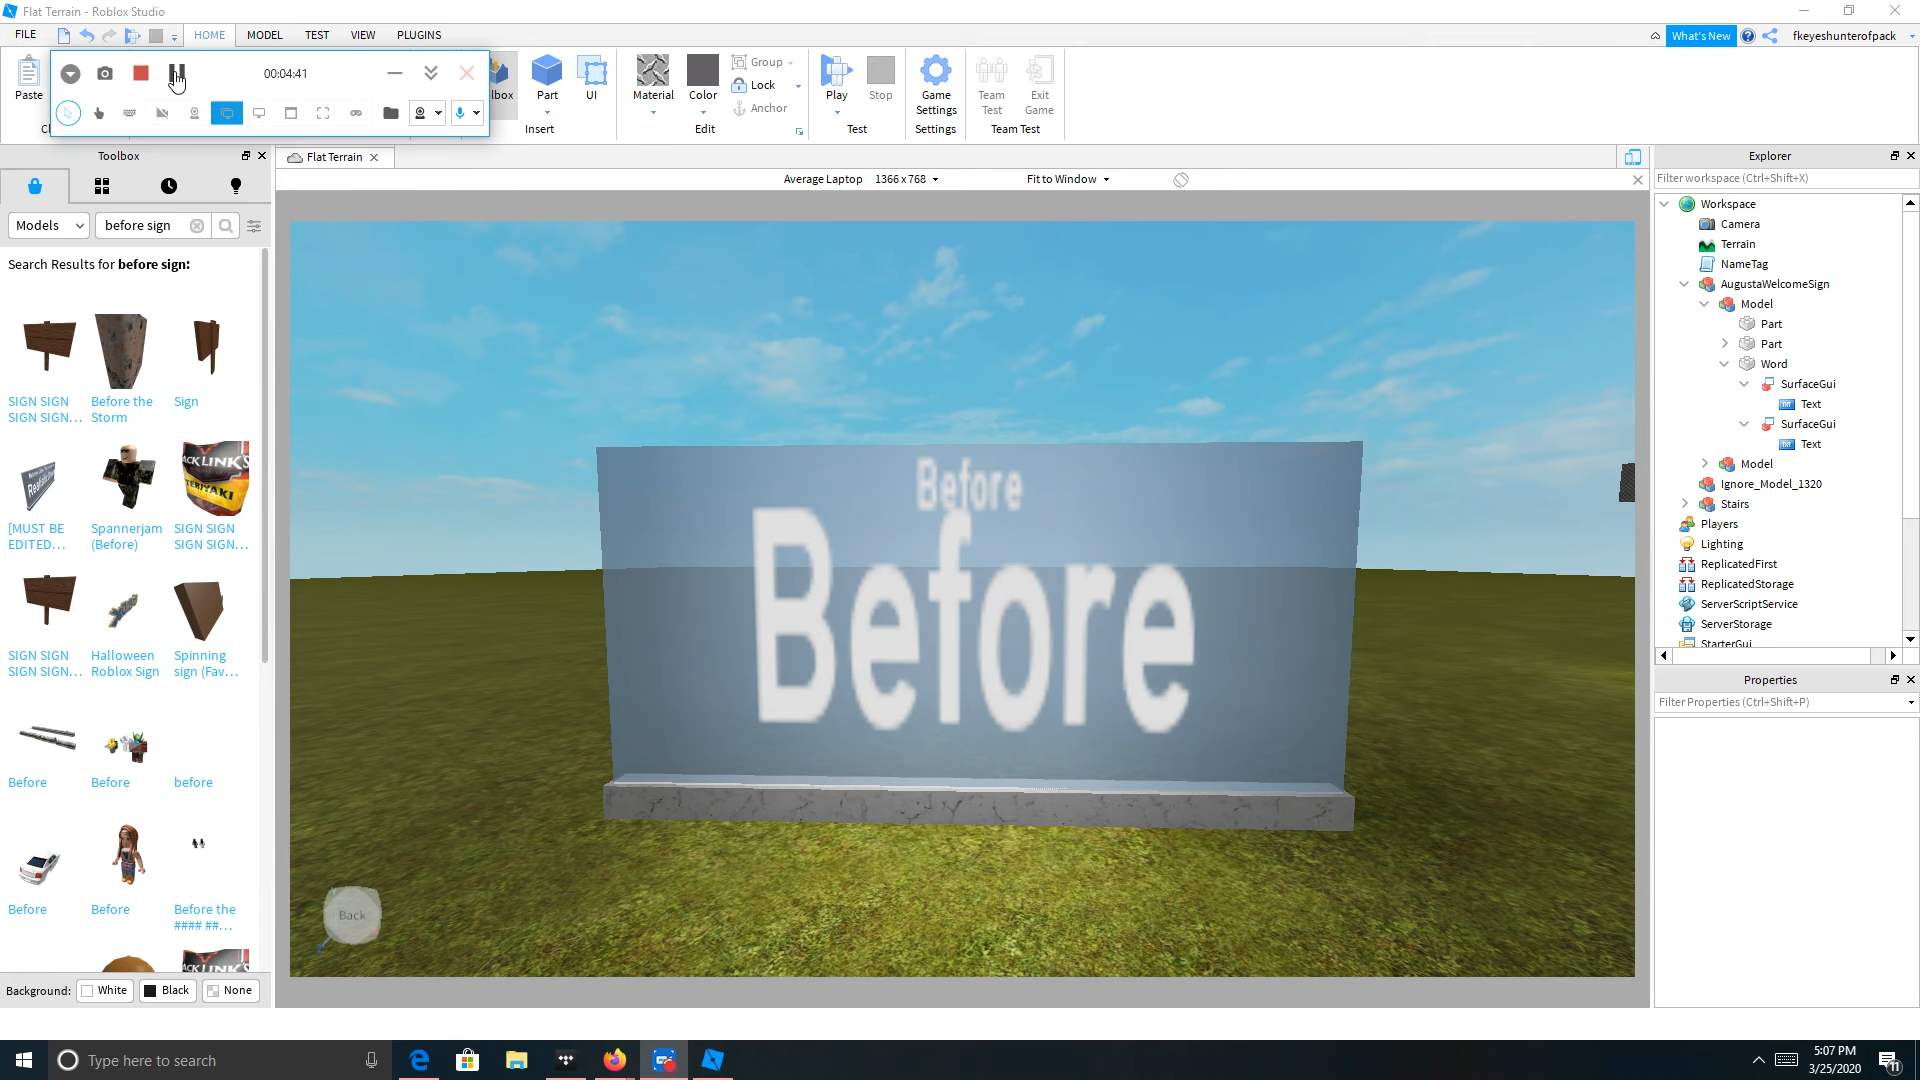 Flat Terrain - Roblox Studio
FILE
HOME
MODEL
TEST
VIEW
PLUGINS
What's New
fkeyeshunterofpack
00:04:41
Paste
Part
UI
Insert
Material
Color
Group
Lock
Anchor
Edit
Play
Stop
Test
Game
Settings
Settings
Team
Test
Exit
Game
Team Test
Toolbox
Models
before sign
Search Results for before sign:
SIGN SIGN
SIGN SIGN...
Before the
Storm
Sign
[MUST BE
EDITED...
Spannerjam
(Before)
SIGN SIGN
SIGN SIGN...
SIGN SIGN
SIGN SIGN...
Halloween
Roblox Sign
Spinning
sign (Fav...
Before
Before
before
Before
Before
Before the
#### ##...
Background:
White
Black
None
Flat Terrain
Average Laptop
1366 x 768
Fit to Window
Before
Before
Back
Explorer
Filter workspace (Ctrl+Shift+X)
Workspace
Camera
Terrain
NameTag
AugustaWelcomeSign
Model
Part
Part
Word
SurfaceGui
Text
SurfaceGui
Text
Model
Ignore_Model_1320
Stairs
Players
Lighting
ReplicatedFirst
ReplicatedStorage
ServerScriptService
ServerStorage
StarterGui
Properties
Filter Properties (Ctrl+Shift+P)
Type here to search
5:07 PM
3/25/2020
11